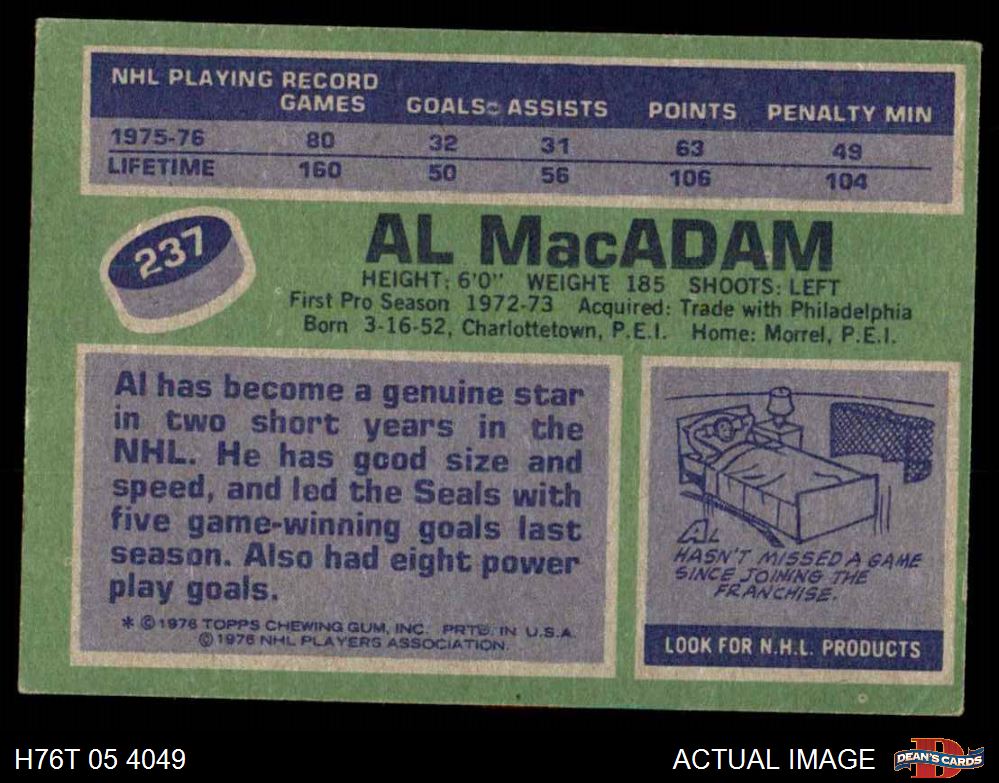 NHL PLAYING RECORD
GAMES GOALS ASSISTS POINTS PENALTY MIN
1975-76 80 32 31 63 49
LIFETIME 160 50 56 106 104
237
AL MacADAM
HEIGHT: 6'0" WEIGHT 185 SHOOTS: LEFT
First Pro Season 1972-73 Acquired: Trade with Philadelphia
Born 3-16-52, Charlottetown, P.E.I. Home: Morrel, P.E.I.
Al has become a genuine star
in two short years in the
NHL. He has good size and
speed, and led the Seals with
five game-winning goals last
season. Also had eight power
play goals.
* © 1976 TOPPS CHEWING GUM, INC. PRTD. IN U.S.A.
© 1976 NHL PLAYERS ASSOCIATION.
AL
HASN'T MISSED A GAME
SINCE JOINING THE
FRANCHISE.
LOOK FOR N.H.L. PRODUCTS
H76T 05 4049
ACTUAL IMAGE
D
DEAN'S CARDS